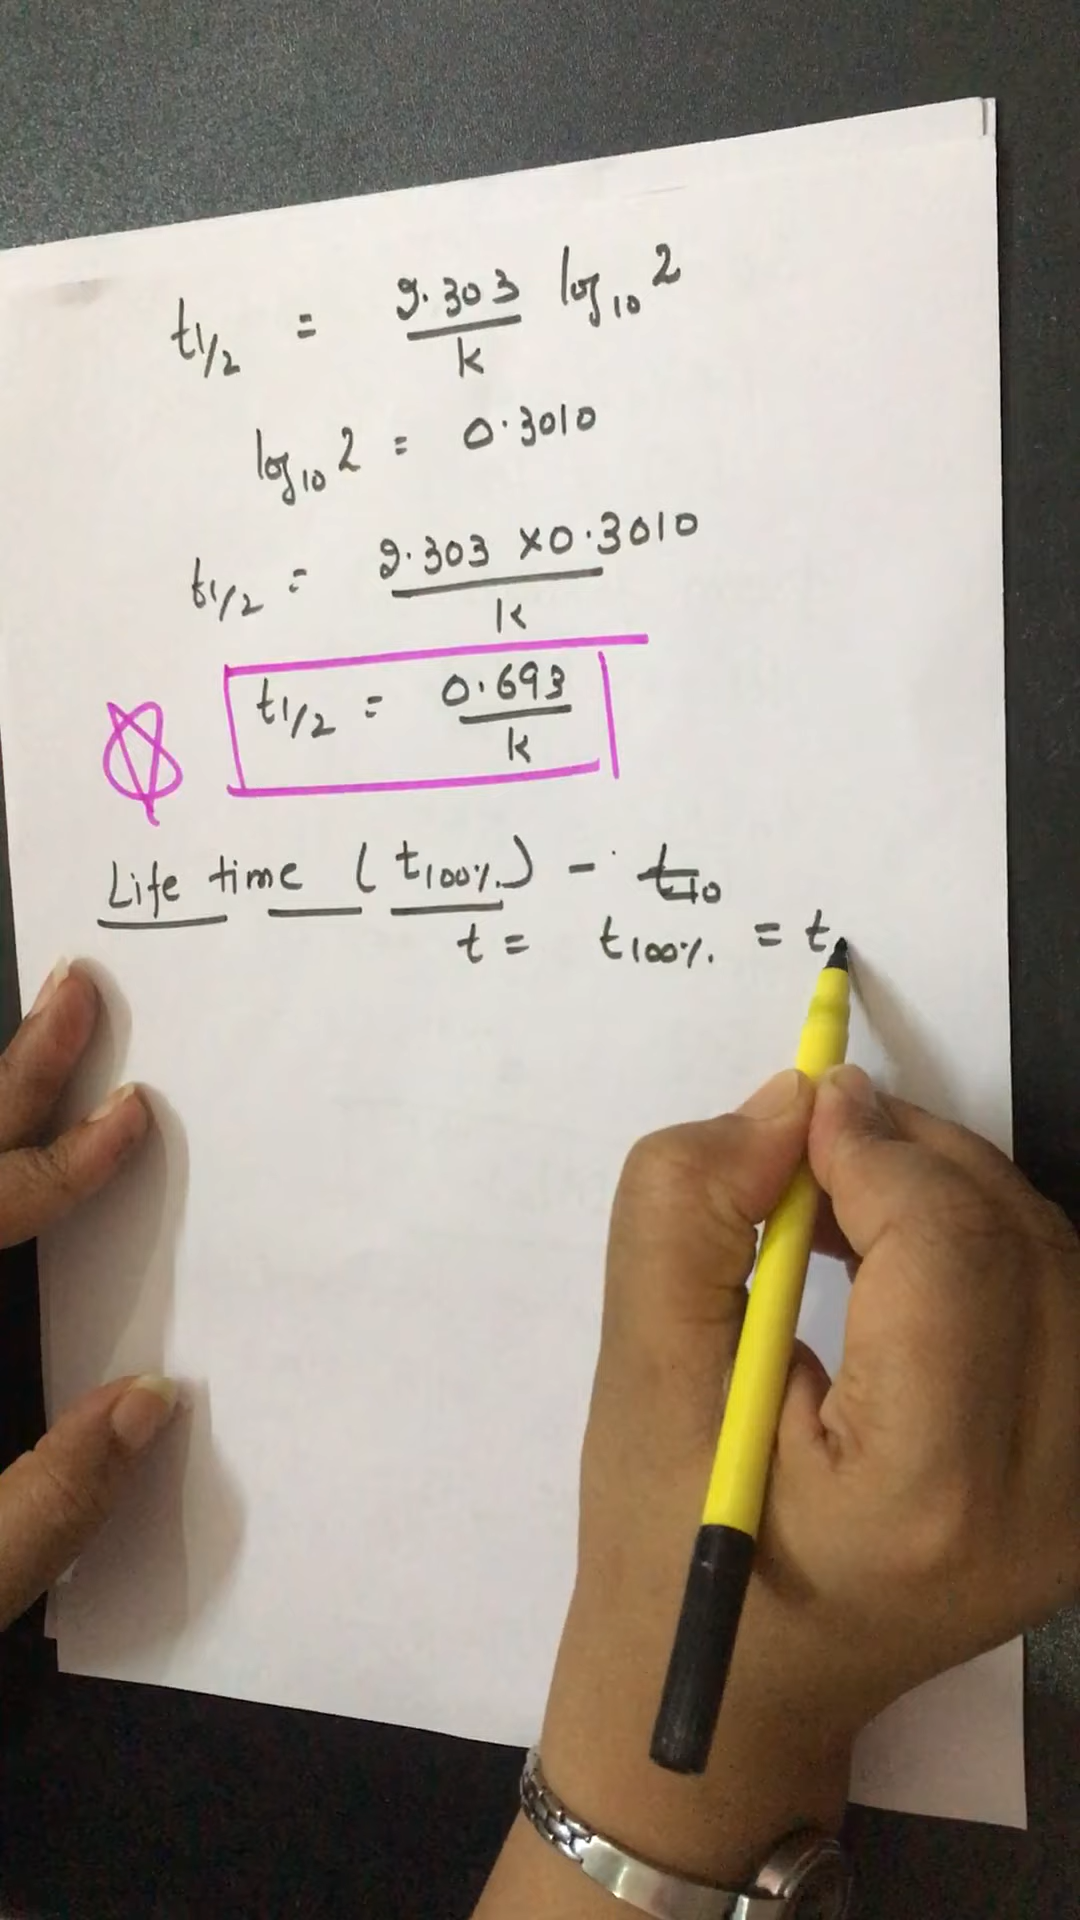 t1/2 = 2.303/k log10 2
log10 2 = 0.3010
t1/2 = 2.303 x0.3010/k
t1/2 = 0.693/k
Life time (t100%) - 
t = t100% = t